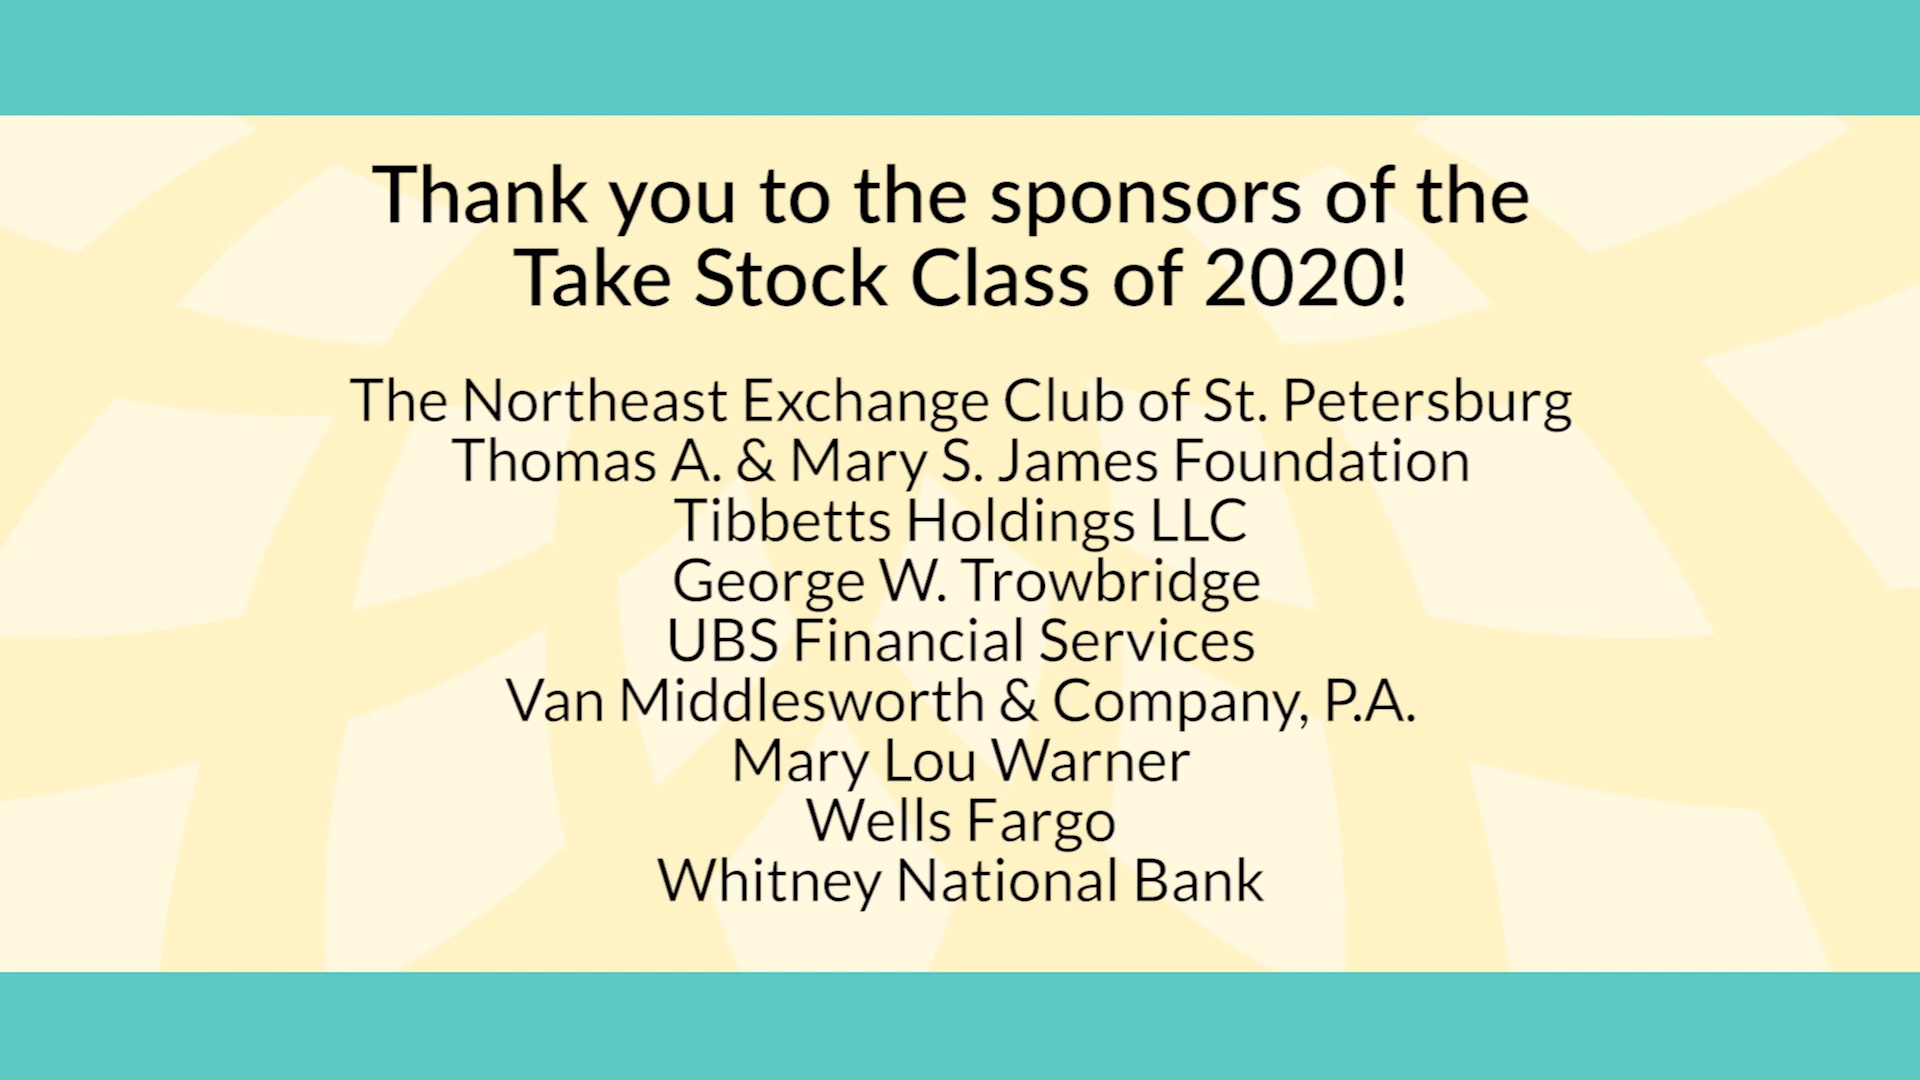 Thank you to the sponsors of the
Take Stock Class of 2020!
The Northeast Exchange Club of St. Petersburg
Thomas A. & Mary S. James Foundation
Tibbetts Holdings LLC
George W. Trowbridge
UBS Financial Services
Van Middlesworth & Company, P.A.
Mary Lou Warner
Wells Fargo
Whitney National Bank